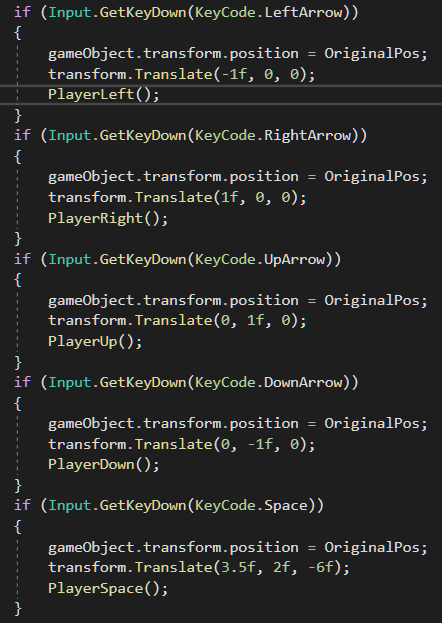 if (Input.GetKeyDown(KeyCode.LeftArrow))
{
gameObject.transform.position = OriginalPos;
transform.Translate(-1f, 0, 0);
PlayerLeft();
}
if (Input.GetKeyDown(KeyCode.RightArrow))
{
gameObject.transform.position = OriginalPos;
transform.Translate(1f, 0, 0);
PlayerRight();
}
if (Input.GetKeyDown(KeyCode.UpArrow))
{
gameObject.transform.position = OriginalPos;
transform.Translate(0, 1f, 0);
PlayerUp();
}
if (Input.GetKeyDown(KeyCode.DownArrow))
{
gameObject.transform.position = OriginalPos;
transform.Translate(0, -1f, 0);
PlayerDown();
}
if (Input.GetKeyDown(KeyCode.Space))
{
gameObject.transform.position = OriginalPos;
transform.Translate(3.5f, 2f, -6f);
PlayerSpace();
}